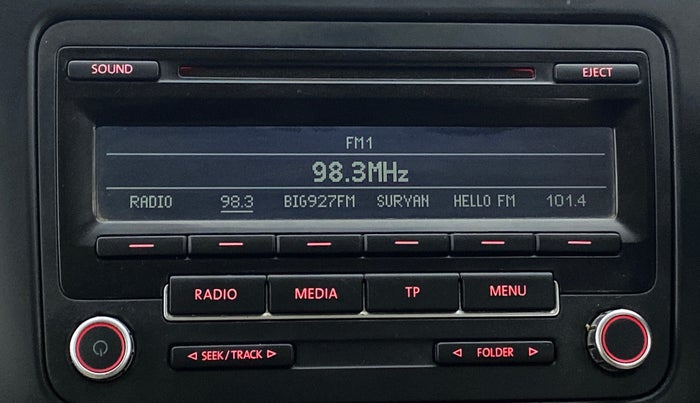 SOUND EJECT
FM1
98.3MHz
RADIO 98.3 BIG927FM SURYAN HELLO FM 101.4
RADIO MEDIA TP MENU
SEEK/TRACK FOLDER